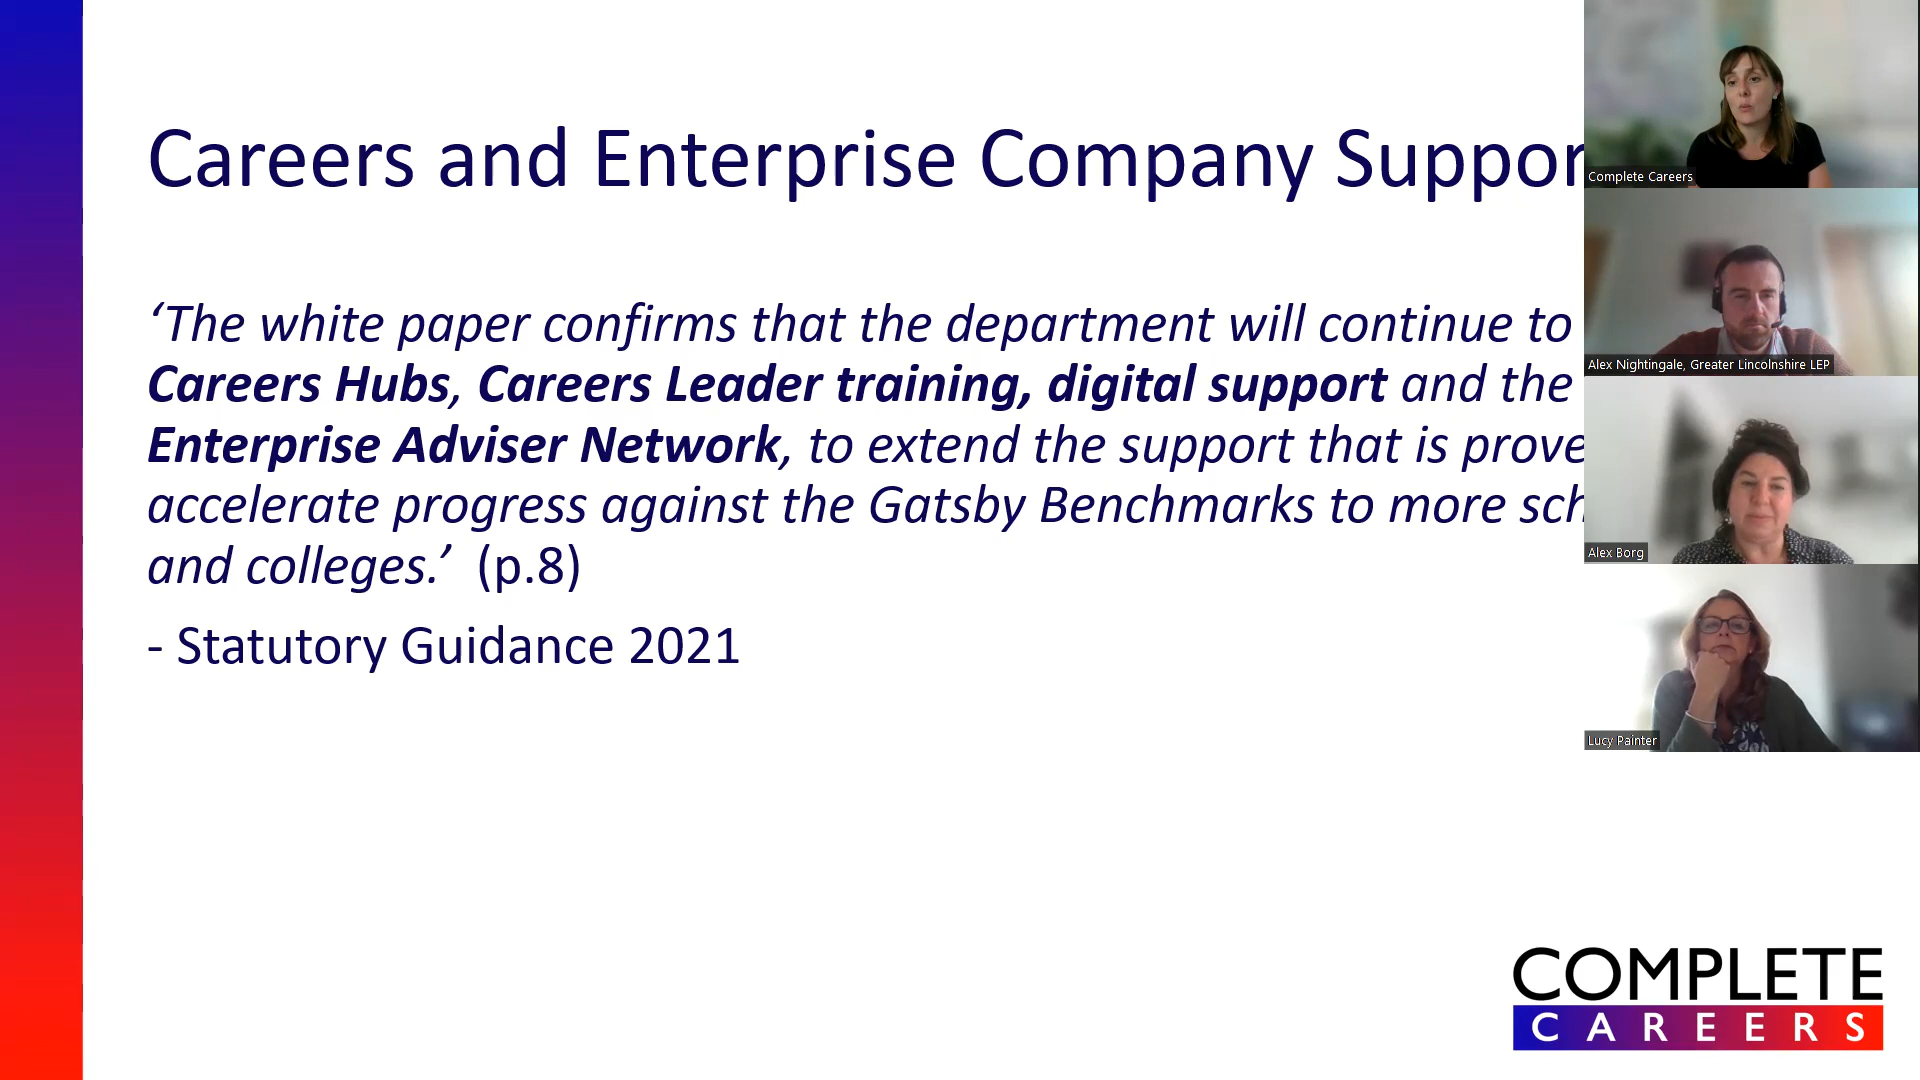 Careers and Enterprise Company Suppor
‘The white paper confirms that the department will continue to
Careers Hubs, Careers Leader training, digital support and the
Enterprise Adviser Network, to extend the support that is prove
accelerate progress against the Gatsby Benchmarks to more sch
and colleges.’ (p.8)
- Statutory Guidance 2021
Complete Careers
Alex Nightingale, Greater Lincolnshire LEP
Alex Borg
Lucy Painter
COMPLETE
CAREERS